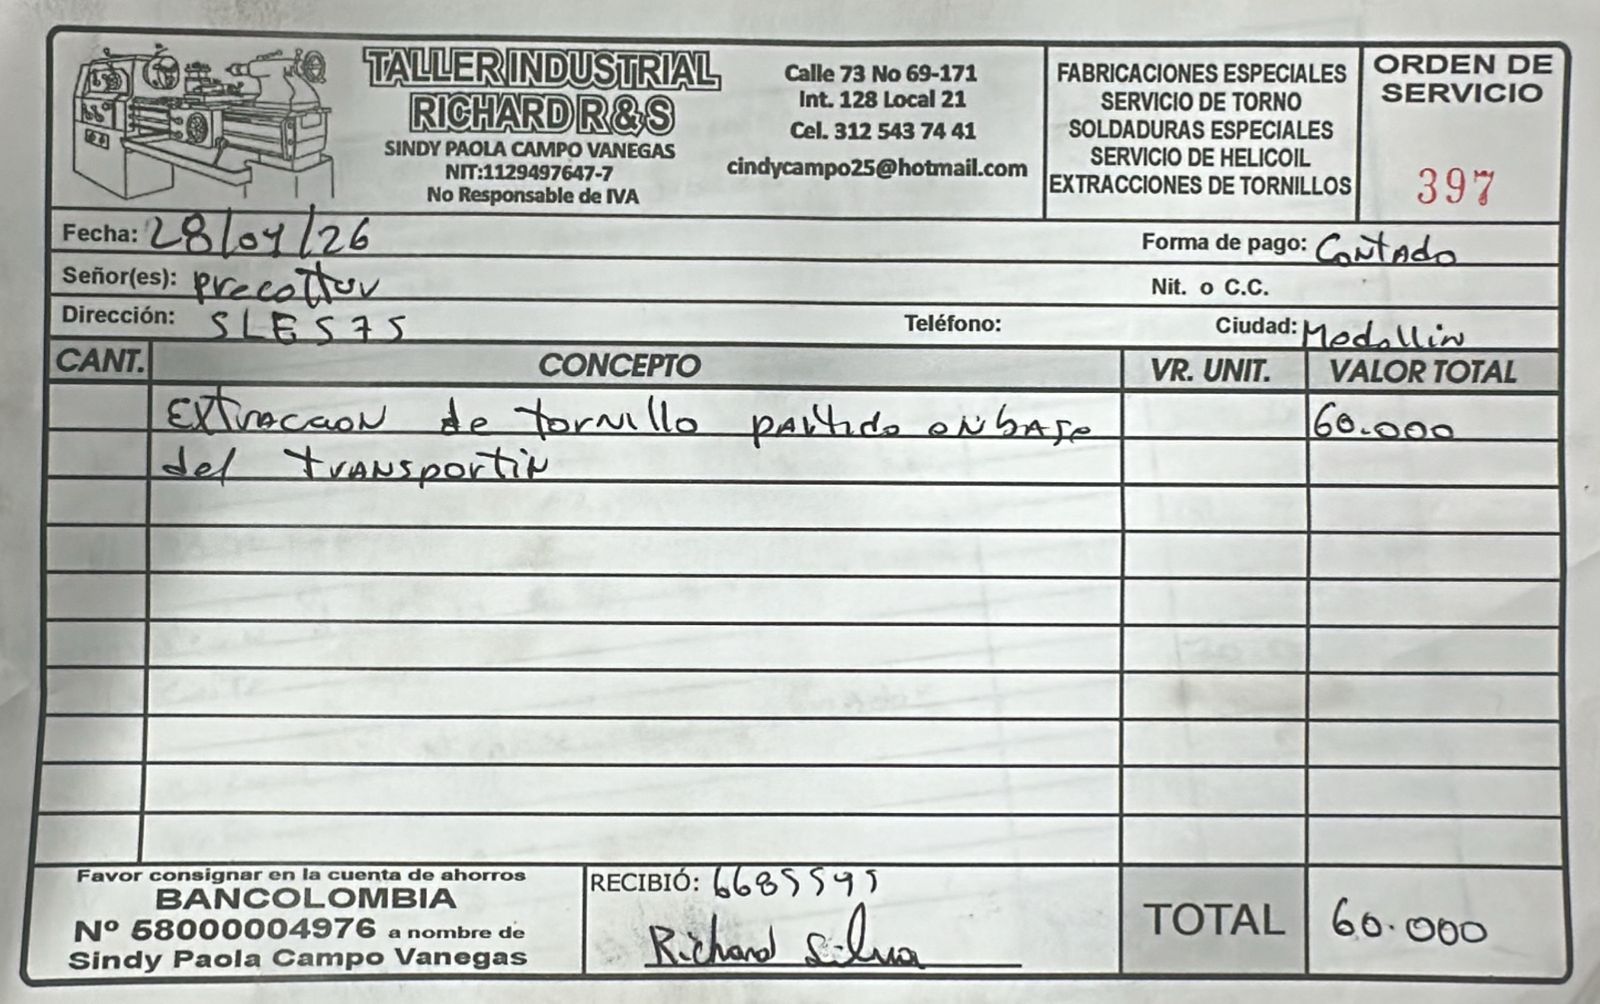 TALLER INDUSTRIAL
RICHARD R & S
SINDY PAOLA CAMPO VANEGAS
NIT:1129497647-7
No Responsable de IVA
Calle 73 No 69-171
Int. 128 Local 21
Cel. 312 543 74 41
cindycampo25@hotmail.com
FABRICACIONES ESPECIALES
SERVICIO DE TORNO
SOLDADURAS ESPECIALES
SERVICIO DE HELICOIL
EXTRACCIONES DE TORNILLOS
ORDEN DE
SERVICIO
397
Fecha: 28/04/26 Forma de pago: Contado
Señor(es): Nit. o C.C.
Dirección: SLE575 Teléfono: Ciudad: Medellin
CANT. CONCEPTO VR. UNIT. VALOR TOTAL
Extraccion de tornillo partido en base 60.000
del transportin
Favor consignar en la cuenta de ahorros
BANCOLOMBIA
Nº 58000004976 a nombre de
Sindy Paola Campo Vanegas
RECIBIÓ:
Richard Silva
TOTAL 60.000